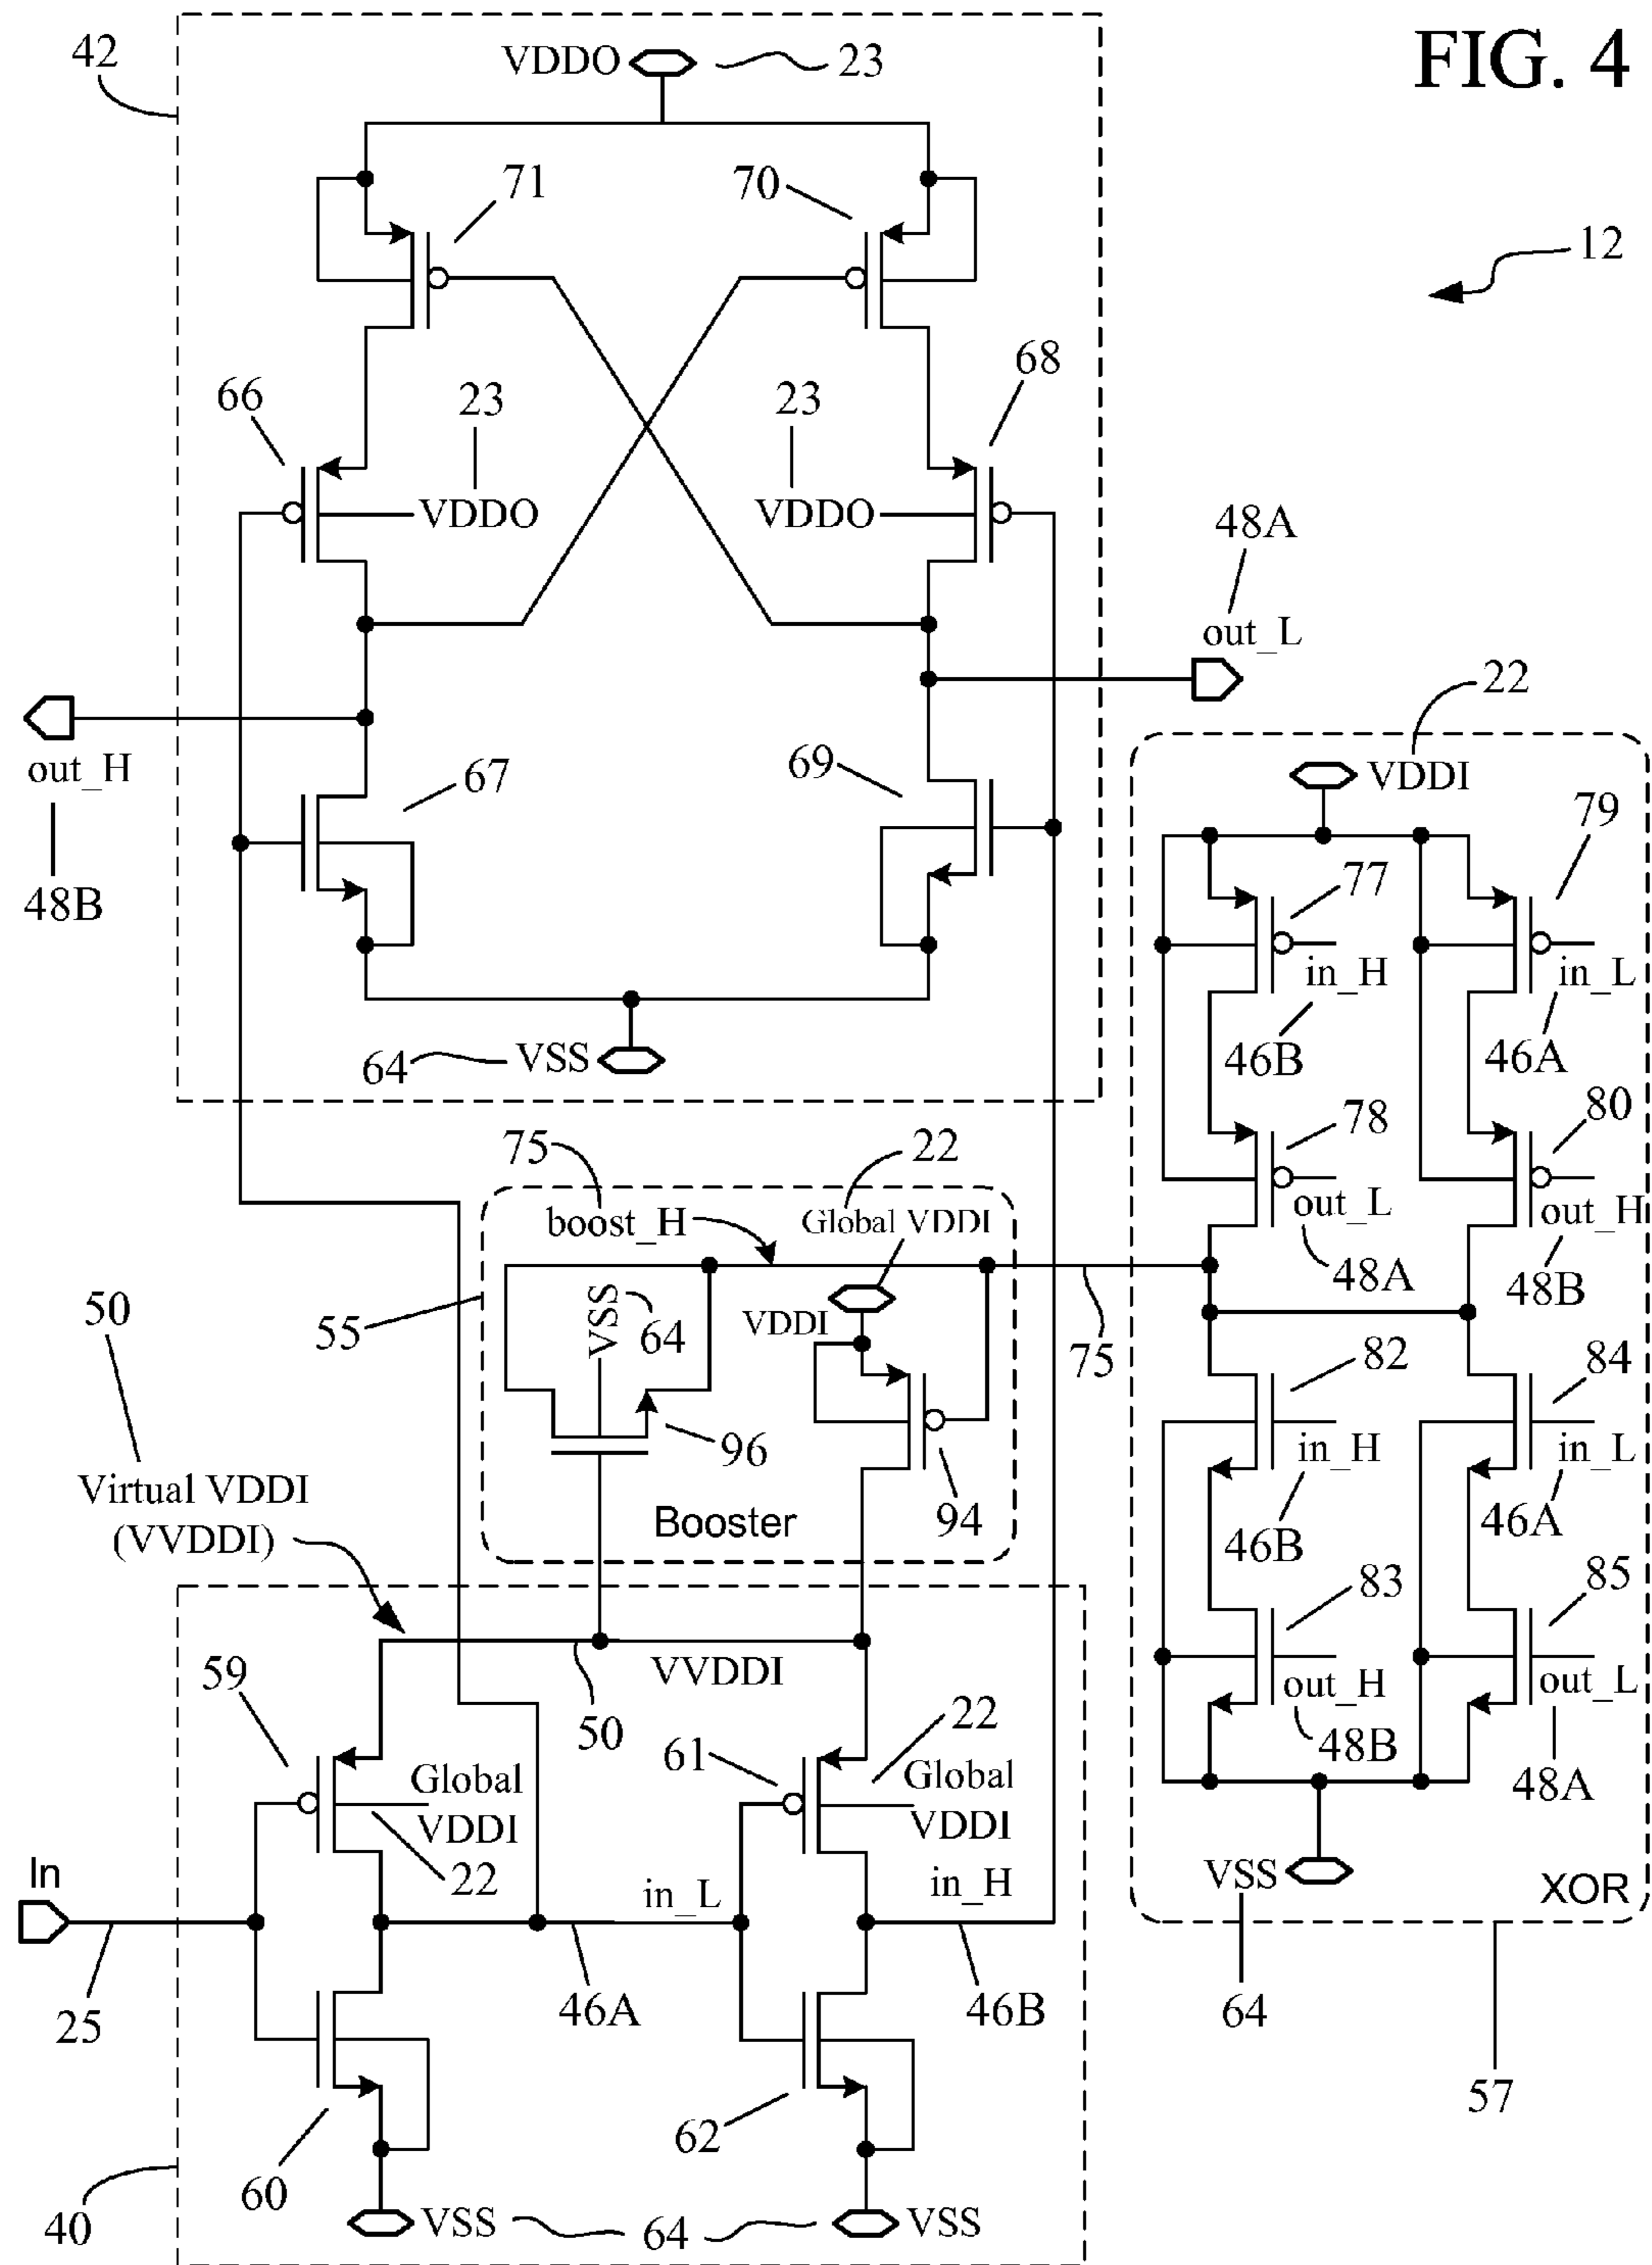 FIG. 4
42
VDDO
23
71
70
12
66
23
23
68
VDDO
VDDO
48A
out_L
22
out_H
67
69
VDDI
79
48B
77
in_H
in_L
46B
46A
64
VSS
78
80
75
22
boost_H
Global VDDI
out_L
out_H
48A
48B
50
55
VSS
64
VDDI
75
82
84
96
in_H
in_L
Virtual VDDI
(VVDDI)
Booster
94
46B
46A
83
85
59
VVDDI
50
61
22
out_H
out_L
48B
48A
Global
VDDI
Global
VDDI
22
In
in_L
in_H
VSS
XOR
25
46A
46B
64
57
60
62
40
VSS
64
VSS